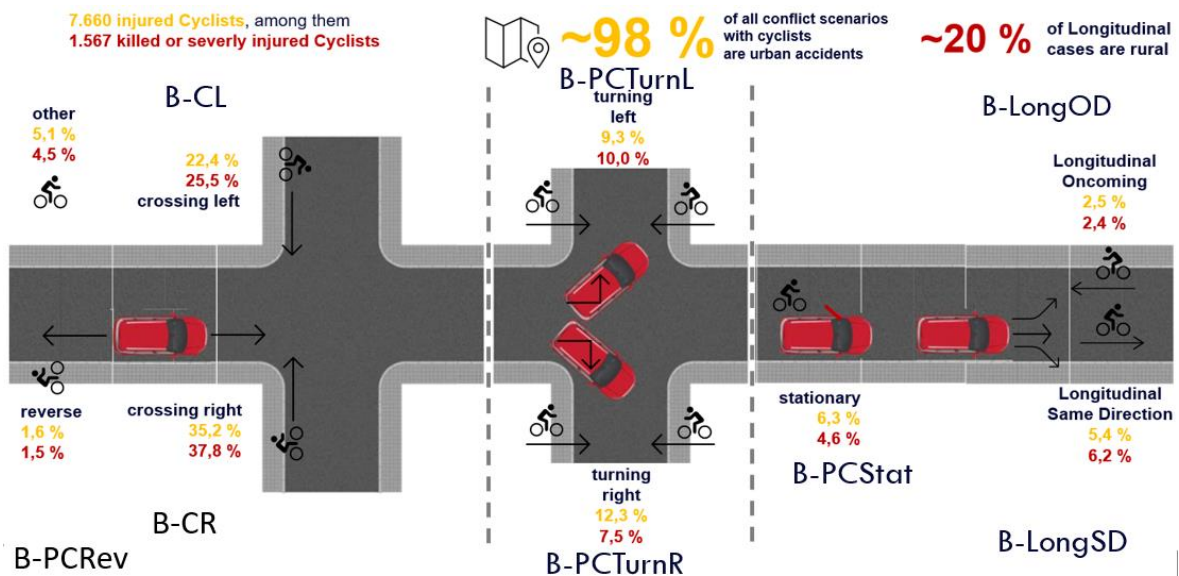 7.660 injured Cyclists, among them
1.567 killed or severly injured Cyclists
~98 %
of all conflict scenarios
with cyclists
are urban accidents
~20 %
of Longitudinal
cases are rural
B-CL
other
5,1 %
4,5 %
22,4 %
25,5 %
crossing left
reverse
1,6 %
1,5 %
crossing right
35,2 %
37,8 %
B-CR
B-PCRev
B-PCTurnL
turning
left
9,3 %
10,0 %
turning
right
12,3 %
7,5 %
B-PCTurnR
B-LongOD
Longitudinal
Oncoming
2,5 %
2,4 %
stationary
6,3 %
4,6 %
B-PCStat
Longitudinal
Same Direction
5,4 %
6,2 %
B-LongSD